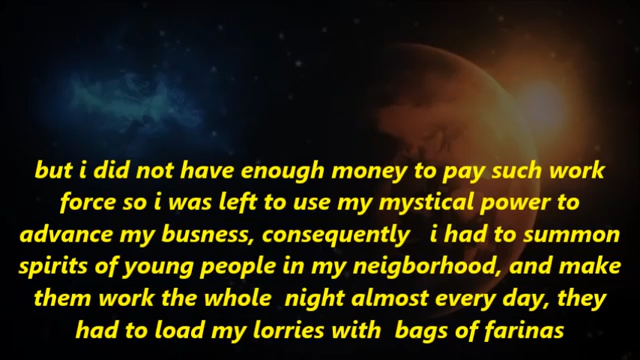 but i did not have enough money to pay such work
force so i was left to use my mystical power to
advance my busness, consequently i had to summon
spirits of young people in my neigborhood, and make
them work the whole night almost every day, they
had to load my lorries with bags of farinas